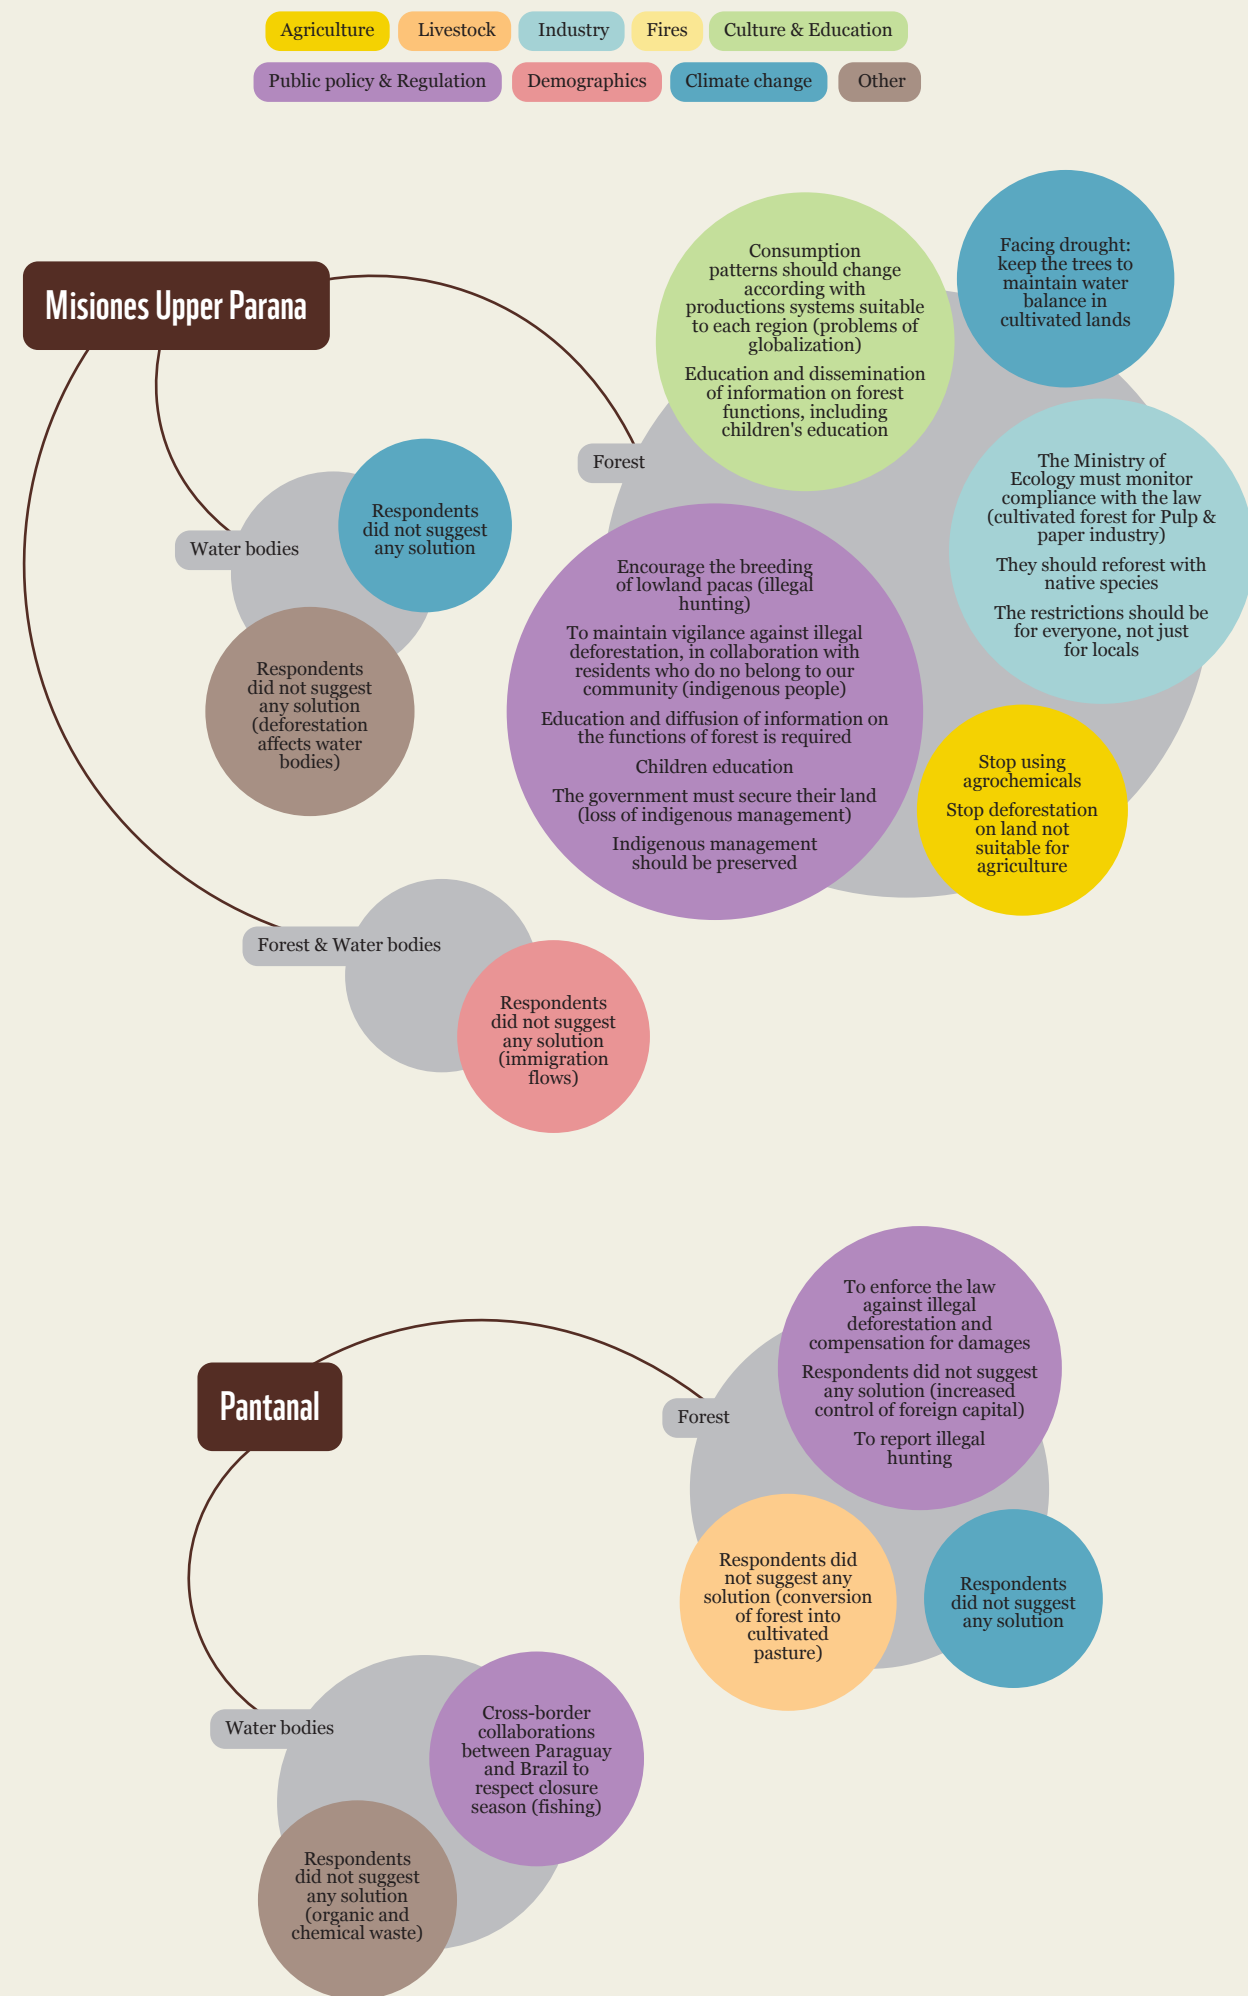 Agriculture
Livestock
Industry
Fires
Culture & Education
Public policy & Regulation
Demographics
Climate change
Other
Misiones Upper Parana
Forest
Consumption
patterns should change
according with
productions systems suitable
to each region (problems of
globalization)
Education and dissemination
of information on forest
functions, including
children's education
Facing drought:
keep the trees to
maintain water
balance in
cultivated lands
The Ministry of
Ecology must monitor
compliance with the law
(cultivated forest for Pulp &
paper industry)
They should reforest with
native species
The restrictions should be
for everyone, not just
for locals
Encourage the breeding
of lowland pacas (illegal
hunting)
To maintain vigilance against illegal
deforestation, in collaboration with
residents who do no belong to our
community (indigenous people)
Education and diffusion of information on
the functions of forest is required
Children education
The government must secure their land
(loss of indigenous management)
Indigenous management
should be preserved
Stop using
agrochemicals
Stop deforestation
on land not
suitable for
agriculture
Water bodies
Respondents
did not suggest
any solution
Respondents
did not suggest
any solution
(deforestation
affects water
bodies)
Forest & Water bodies
Respondents
did not suggest
any solution
(immigration
flows)
Pantanal
Forest
To enforce the law
against illegal
deforestation and
compensation for damages
Respondents did not suggest
any solution (increased
control of foreign capital)
To report illegal
hunting
Respondents did
not suggest any
solution (conversion
of forest into
cultivated
pasture)
Respondents
did not suggest
any solution
Water bodies
Cross-border
collaborations
between Paraguay
and Brazil to
respect closure
season (fishing)
Respondents
did not suggest
any solution
(organic and
chemical waste)